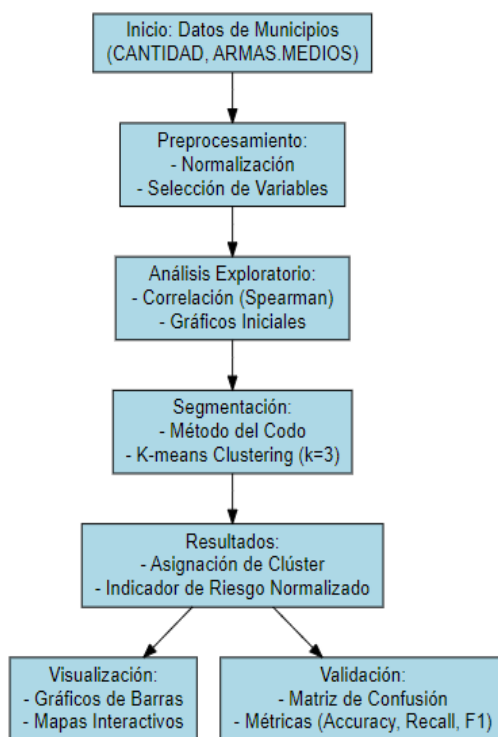 Inicio: Datos de Municipios
(CANTIDAD, ARMAS.MEDIOS)
Preprocesamiento:
- Normalización
- Selección de Variables
Análisis Exploratorio:
- Correlación (Spearman)
- Gráficos Iniciales
Segmentación:
- Método del Codo
- K-means Clustering (k=3)
Resultados:
- Asignación de Clúster
- Indicador de Riesgo Normalizado
Visualización:
- Gráficos de Barras
- Mapas Interactivos
Validación:
- Matriz de Confusión
- Métricas (Accuracy, Recall, F1)